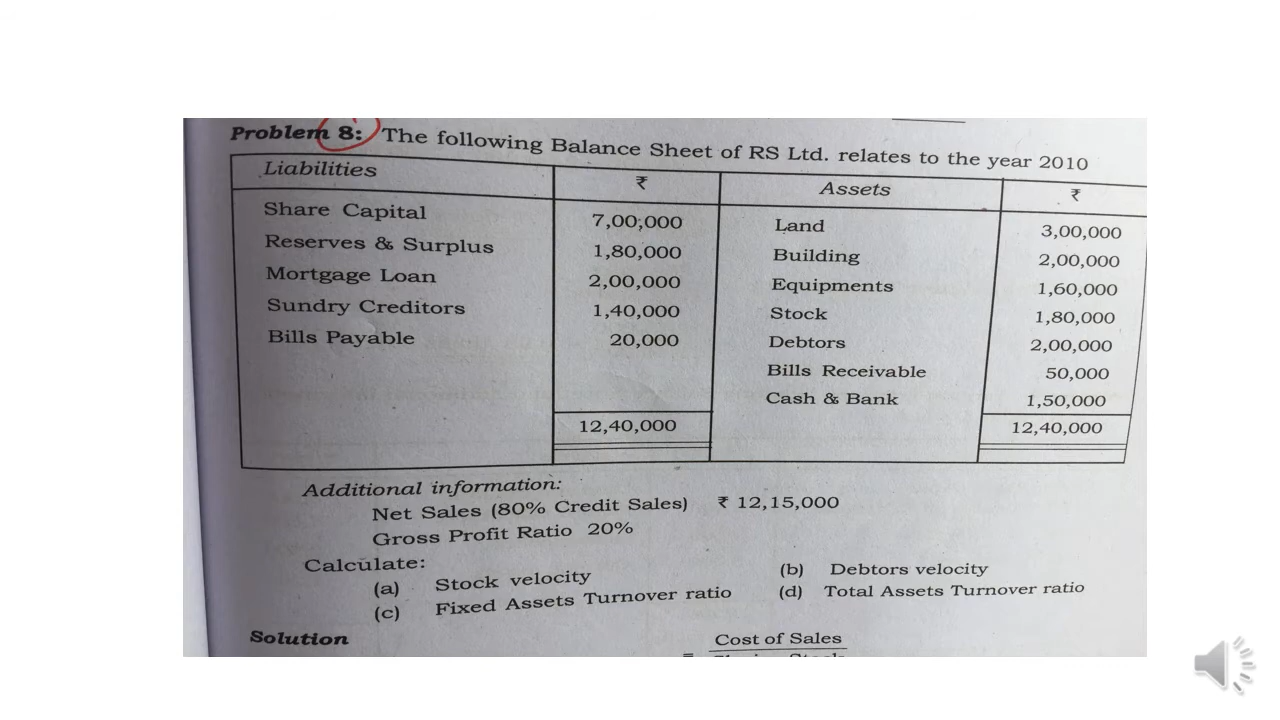 Problem 8: The following Balance Sheet of RS Ltd. relates to the year 2010
Liabilities ₹ Assets ₹
Share Capital 7,00,000 Land 3,00,000
Reserves & Surplus 1,80,000 Building 2,00,000
Mortgage Loan 2,00,000 Equipments 1,60,000
Sundry Creditors 1,40,000 Stock 1,80,000
Bills Payable 20,000 Debtors 2,00,000
Bills Receivable 50,000
Cash & Bank 1,50,000
12,40,000 12,40,000
Additional information:
Net Sales (80% Credit Sales) ₹ 12,15,000
Gross Profit Ratio 20%
Calculate:
(a) Stock velocity (b) Debtors velocity
(c) Fixed Assets Turnover ratio (d) Total Assets Turnover ratio
Solution
= Cost of Sales